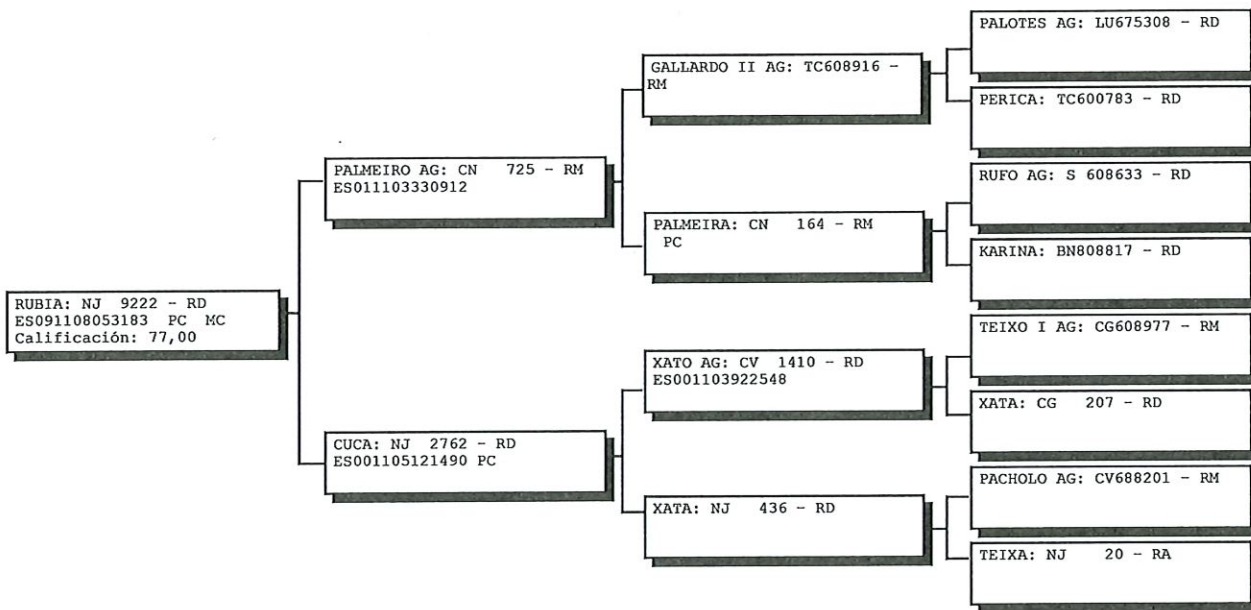 RUBIA: NJ 9222 - RD
ES091108053183 PC MC
Calificación: 77,00
PALMEIRO AG: CN 725 - RM
ES011103330912
CUCA: NJ 2762 - RD
ES001105121490 PC
GALLARDO II AG: TC608916 -
RM
PALMEIRA: CN 164 - RM
PC
XATO AG: CV 1410 - RD
ES001103922548
XATA: NJ 436 - RD
PALOTES AG: LU675308 - RD
PERICA: TC600783 - RD
RUFO AG: S 608633 - RD
KARINA: BN808817 - RD
TEIXO I AG: CG608977 - RM
XATA: CG 207 - RD
PACHOLO AG: CV688201 - RM
TEIXA: NJ 20 - RA